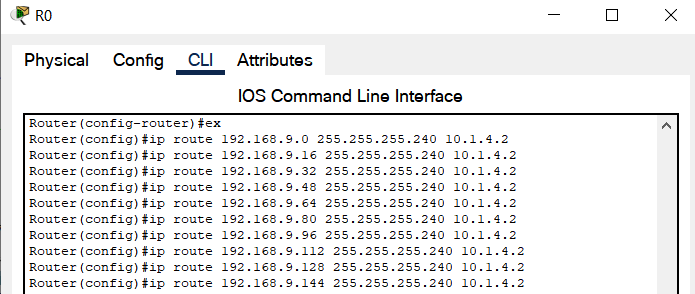 R0
Physical Config CLI Attributes
IOS Command Line Interface
Router(config-router)#ex
Router(config)#ip route 192.168.9.0 255.255.255.240 10.1.4.2
Router(config)#ip route 192.168.9.16 255.255.255.240 10.1.4.2
Router(config)#ip route 192.168.9.32 255.255.255.240 10.1.4.2
Router(config)#ip route 192.168.9.48 255.255.255.240 10.1.4.2
Router(config)#ip route 192.168.9.64 255.255.255.240 10.1.4.2
Router(config)#ip route 192.168.9.80 255.255.255.240 10.1.4.2
Router(config)#ip route 192.168.9.96 255.255.255.240 10.1.4.2
Router(config)#ip route 192.168.9.112 255.255.255.240 10.1.4.2
Router(config)#ip route 192.168.9.128 255.255.255.240 10.1.4.2
Router(config)#ip route 192.168.9.144 255.255.255.240 10.1.4.2